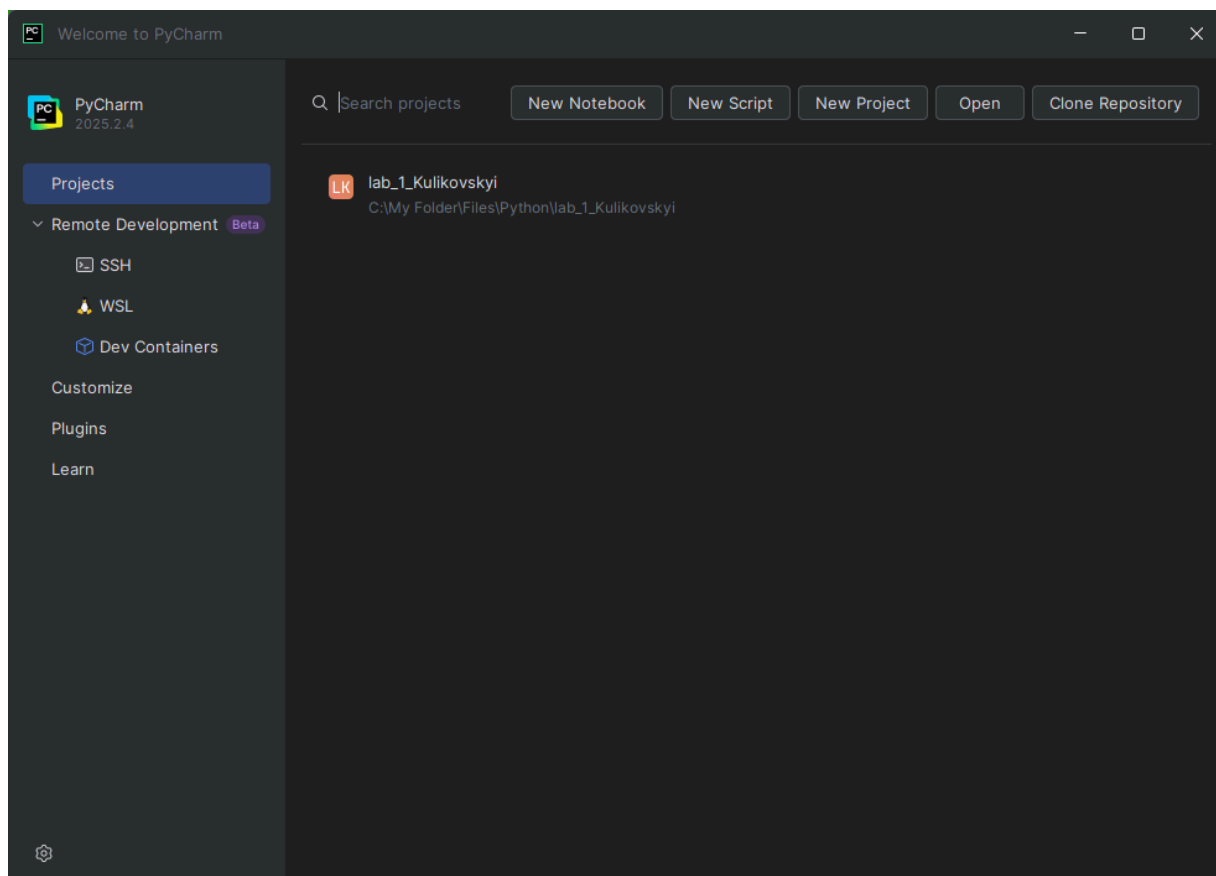 Welcome to PyCharm
PyCharm
2025.2.4
Projects
Remote Development Beta
SSH
WSL
Dev Containers
Customize
Plugins
Learn
Search projects
New Notebook
New Script
New Project
Open
Clone Repository
LK
lab_1_Kulikovskyi
C:\My Folder\Files\Python\lab_1_Kulikovskyi